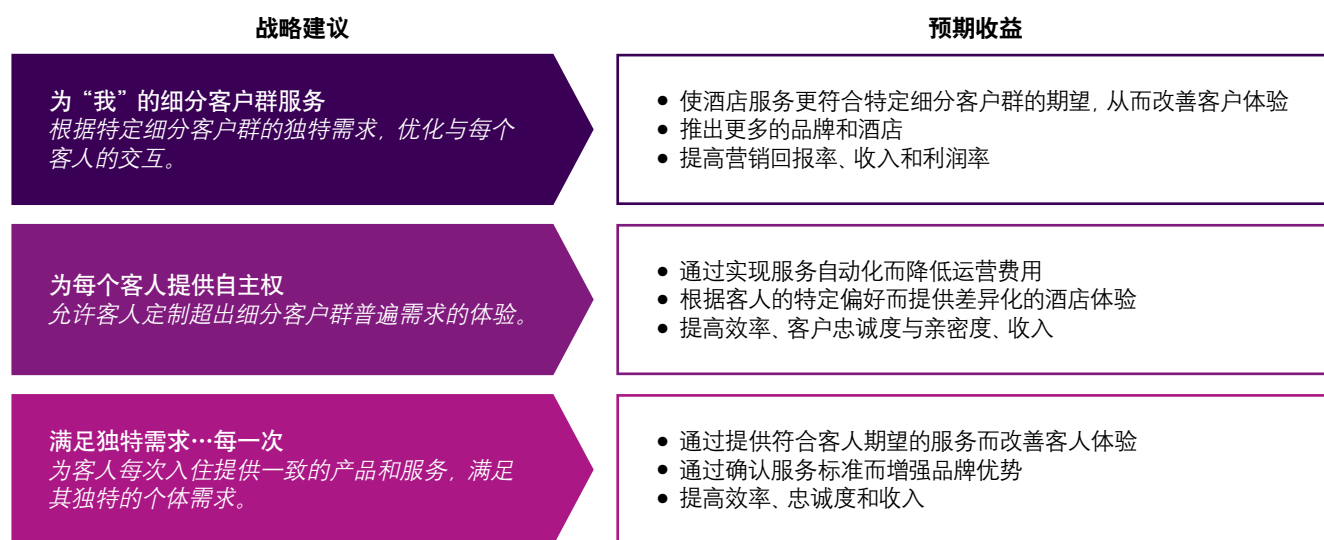 战略建议
预期收益
为“我”的细分客户群服务
根据特定细分客户群的独特需求，优化与每个
客人的交互。
• 使酒店服务更符合特定细分客户群的期望，从而改善客户体验
• 推出更多的品牌和酒店
• 提高营销回报率、收入和利润率
为每个客人提供自主权
允许客人定制超出细分客户群普遍需求的体验。
• 通过实现服务自动化而降低运营费用
• 根据客人的特定偏好而提供差异化的酒店体验
• 提高效率、客户忠诚度与亲密度、收入
满足独特需求…每一次
为客人每次入住提供一致的产品和服务，满足
其独特的个体需求。
• 通过提供符合客人期望的服务而改善客人体验
• 通过确认服务标准而增强品牌优势
• 提高效率、忠诚度和收入